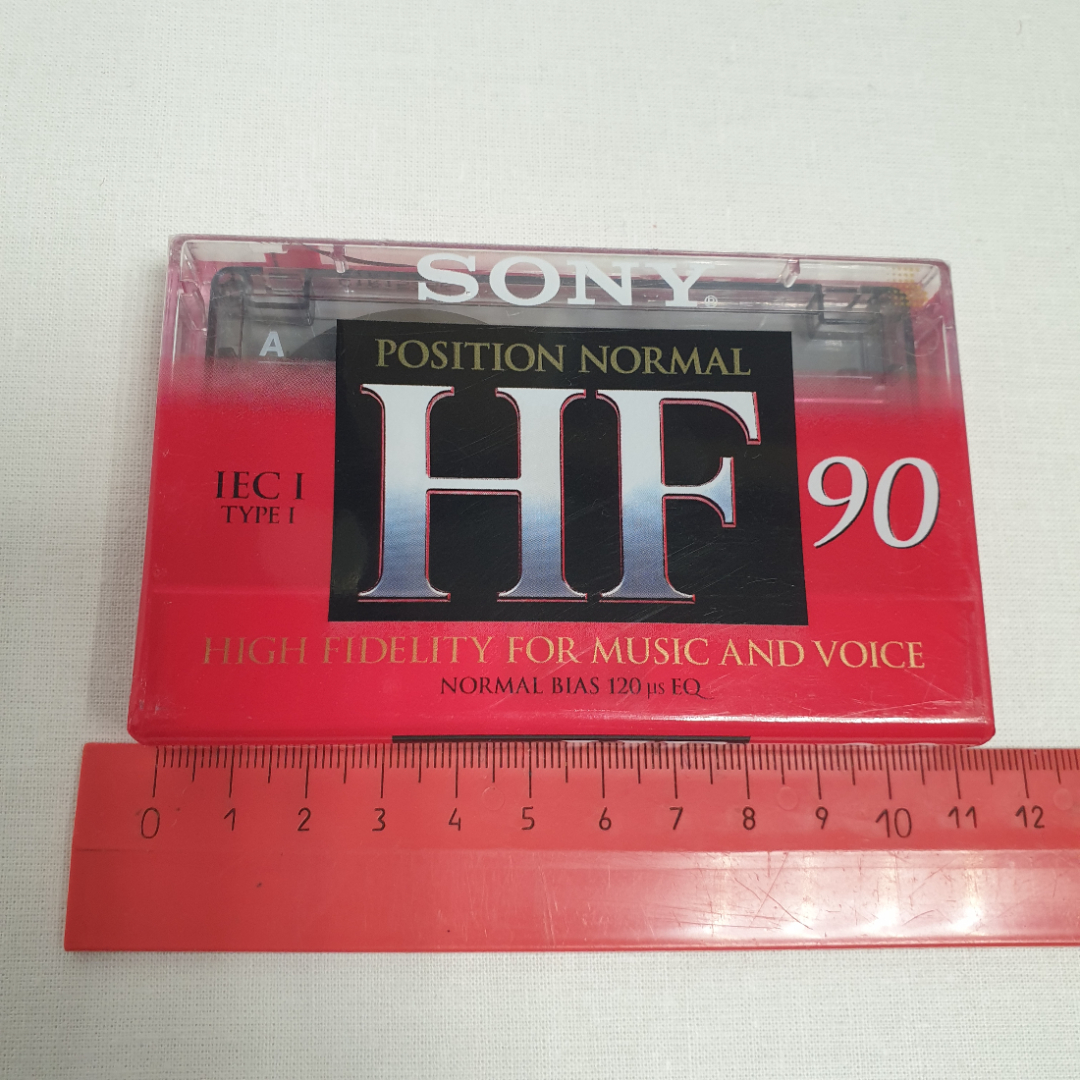 SONY®
A
POSITION NORMAL
HF
90
IEC I
TYPE I
HIGH FIDELITY FOR MUSIC AND VOICE
NORMAL BIAS 120 µs EQ
0 1 2 3 4 5 6 7 8 9 10 11 12